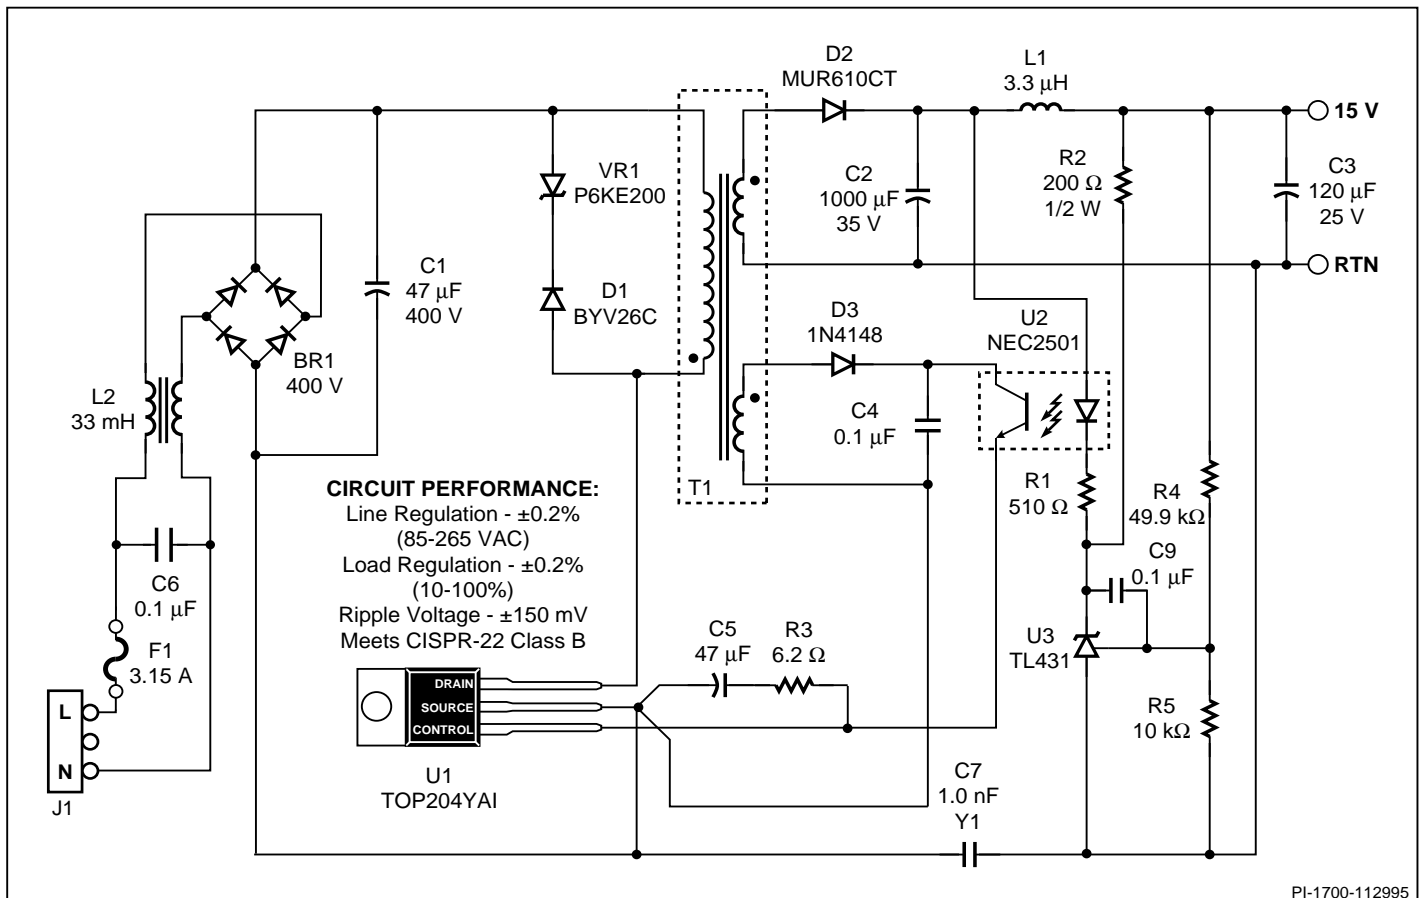 D2
MUR610CT
L1
3.3 µH
15 V
VR1
P6KE200
C2
1000 µF
35 V
R2
200 Ω
1/2 W
C3
120 µF
25 V
C1
47 µF
400 V
RTN
D1
BYV26C
D3
1N4148
U2
NEC2501
BR1
400 V
L2
33 mH
C4
0.1 µF
CIRCUIT PERFORMANCE:
Line Regulation - ±0.2%
(85-265 VAC)
Load Regulation - ±0.2%
(10-100%)
Ripple Voltage - ±150 mV
Meets CISPR-22 Class B
T1
R1
510 Ω
R4
49.9 kΩ
C9
0.1 µF
C6
0.1 µF
F1
3.15 A
C5
47 µF
R3
6.2 Ω
U3
TL431
DRAIN
SOURCE
CONTROL
L
N
J1
R5
10 kΩ
U1
TOP204YAI
C7
1.0 nF
Y1
PI-1700-112995